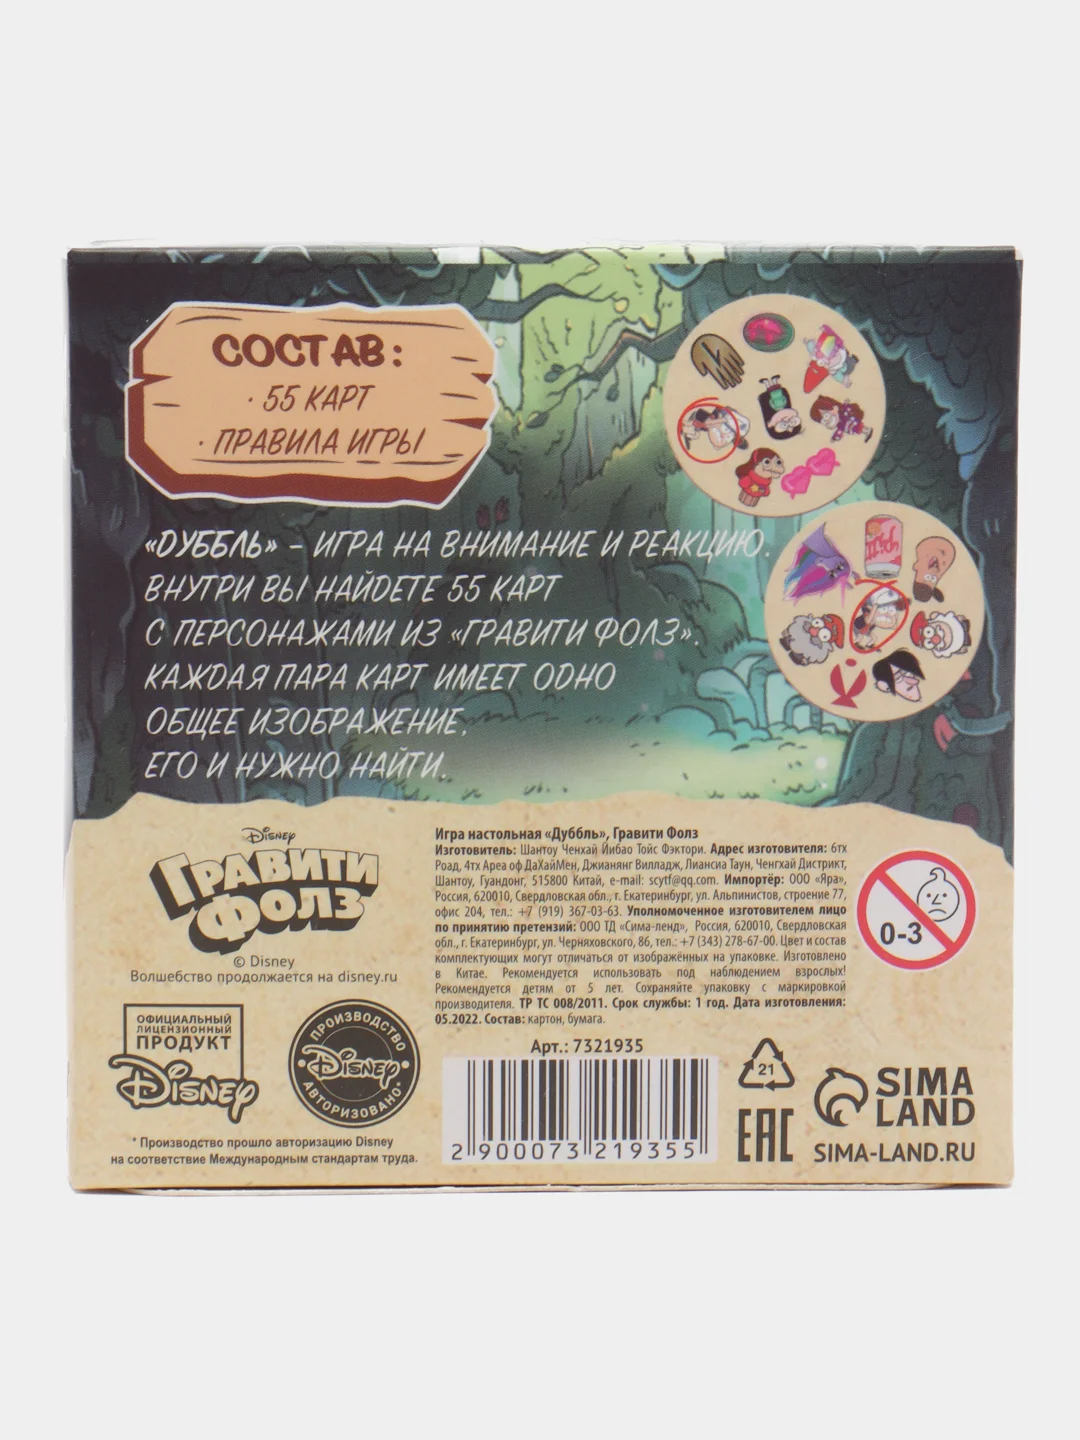 СОСТАВ:
· 55 КАРТ
· ПРАВИЛА ИГРЫ
«ДУББЛЬ» – ИГРА НА ВНИМАНИЕ И РЕАКЦИЮ.
ВНУТРИ ВЫ НАЙДЕТЕ 55 КАРТ
С ПЕРСОНАЖАМИ ИЗ «ГРАВИТИ ФОЛЗ».
КАЖДАЯ ПАРА КАРТ ИМЕЕТ ОДНО
ОБЩЕЕ ИЗОБРАЖЕНИЕ,
ЕГО И НУЖНО НАЙТИ.
Disney
ГРАВИТИ
ФОЛЗ
© Disney
Волшебство продолжается на disney.ru
ОФИЦИАЛЬНЫЙ
ЛИЦЕНЗИОННЫЙ
ПРОДУКТ
Disney
ПРОИЗВОДСТВО
Disney
АВТОРИЗОВАНО*
* Производство прошло авторизацию Disney
на соответствие Международным стандартам труда.
Игра настольная «Дуббль», Гравити Фолз
Изготовитель: Шантоу Ченхай Йибао Тойс Фэктори. Адрес изготовителя: 6тх
Роад, 4тх Ареа оф ДаХайМен, Джианянг Вилладж, Лиансиа Таун, Ченгхай Дистрикт,
Шантоу, Гуандонг, 515800 Китай, e-mail: scytf@qq.com. Импортёр: ООО «Яра»,
Россия, 620010, Свердловская обл., г. Екатеринбург, ул. Альпинистов, строение 77,
офис 204, тел.: +7 (919) 367-03-63. Уполномоченное изготовителем лицо
по принятию претензий: ООО ТД «Сима-ленд», Россия, 620010, Свердловская
обл., г. Екатеринбург, ул. Черняховского, 86, тел.: +7 (343) 278-67-00. Цвет и состав
комплектующих могут отличаться от изображённых на упаковке. Изготовлено
в Китае. Рекомендуется использовать под наблюдением взрослых!
Рекомендуется детям от 5 лет. Сохраняйте упаковку с маркировкой
производителя. ТР ТС 008/2011. Срок службы: 1 год. Дата изготовления:
05.2022. Состав: картон, бумага.
0-3
Арт.: 7321935
2 900073 219355
21
EAC
SIMA
LAND
SIMA-LAND.RU